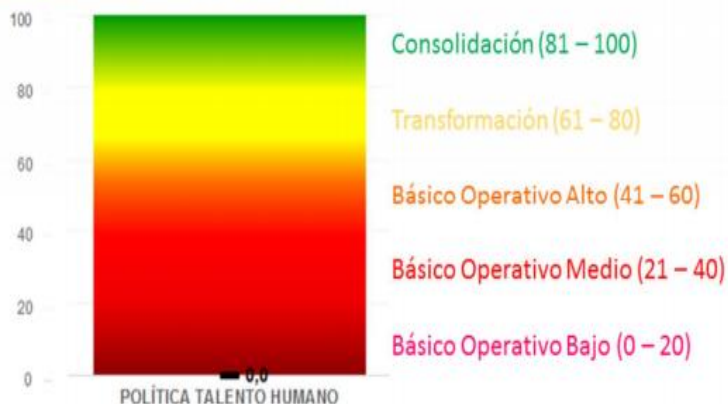 100
Consolidación (81 – 100)
80
Transformación (61 – 80)
60
Básico Operativo Alto (41 – 60)
40
Básico Operativo Medio (21 – 40)
20
Básico Operativo Bajo (0 – 20)
0
0,0
POLÍTICA TALENTO HUMANO